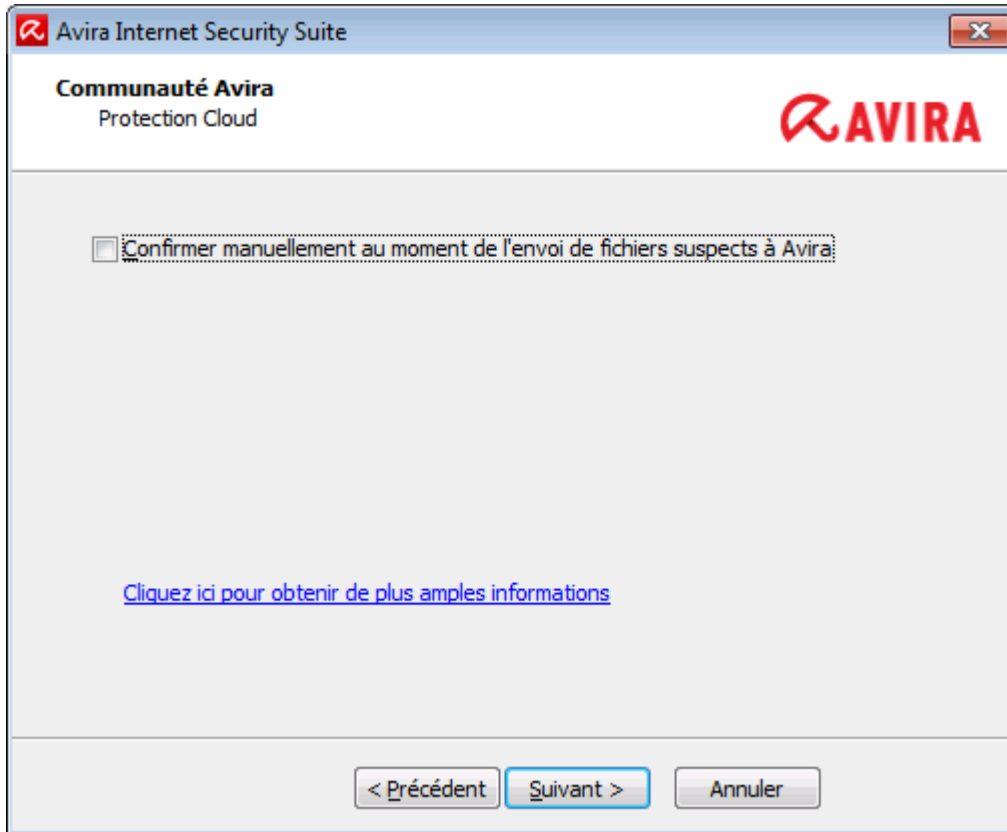 Avira Internet Security Suite
Communauté Avira
Protection Cloud
AVIRA
Confirmer manuellement au moment de l'envoi de fichiers suspects à Avira
Cliquez ici pour obtenir de plus amples informations
< Précédent
Suivant >
Annuler